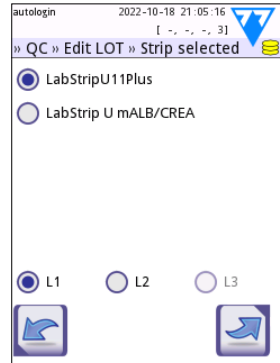 autologin 2022-10-18 21:05:16
[ -, -, -, 3]
» QC » Edit LOT » Strip selected
LabStripU11Plus
LabStrip U mALB/CREA
L1 L2 L3